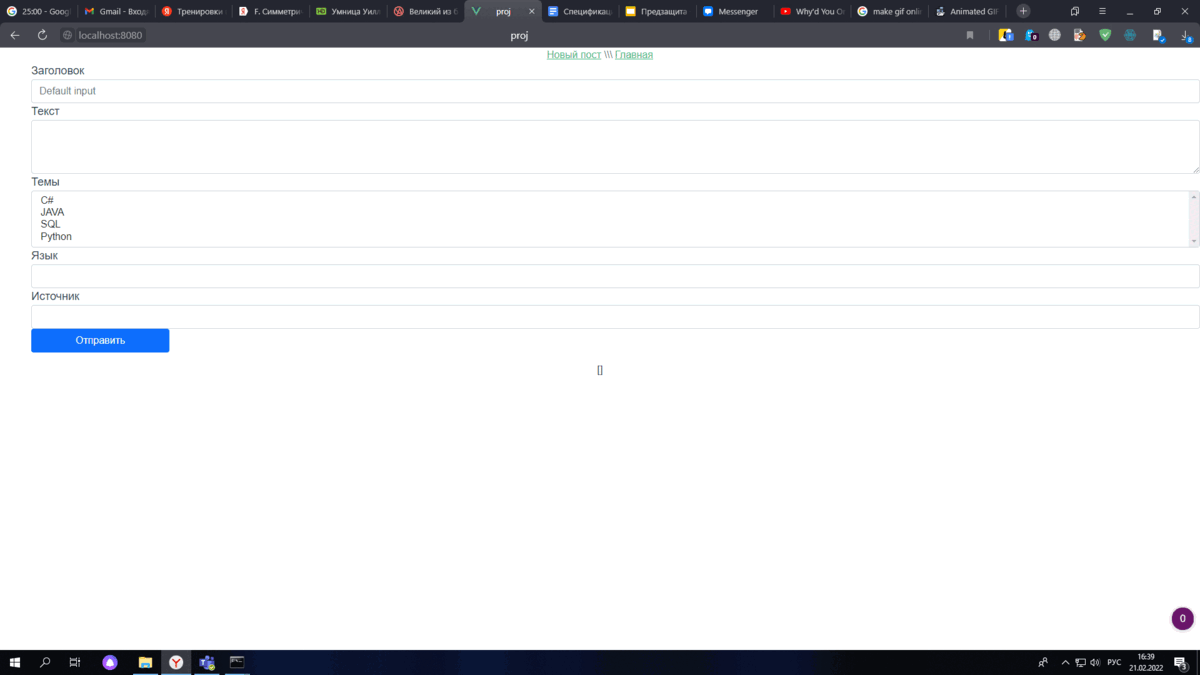 25:00 - Goog
Gmail - Входя
Тренировки
F. Симметри
Умница Уилл
Великий из б
proj
Спецификац
Предзащита
Messenger
Why'd You O
make gif onli
Animated GIF
localhost:8080
proj
Новый пост \\\ Главная
Заголовок
Default input
Текст
Темы
C#
JAVA
SQL
Python
Язык
Источник
Отправить
[]
0
РУС
16:39
21.02.2022
3